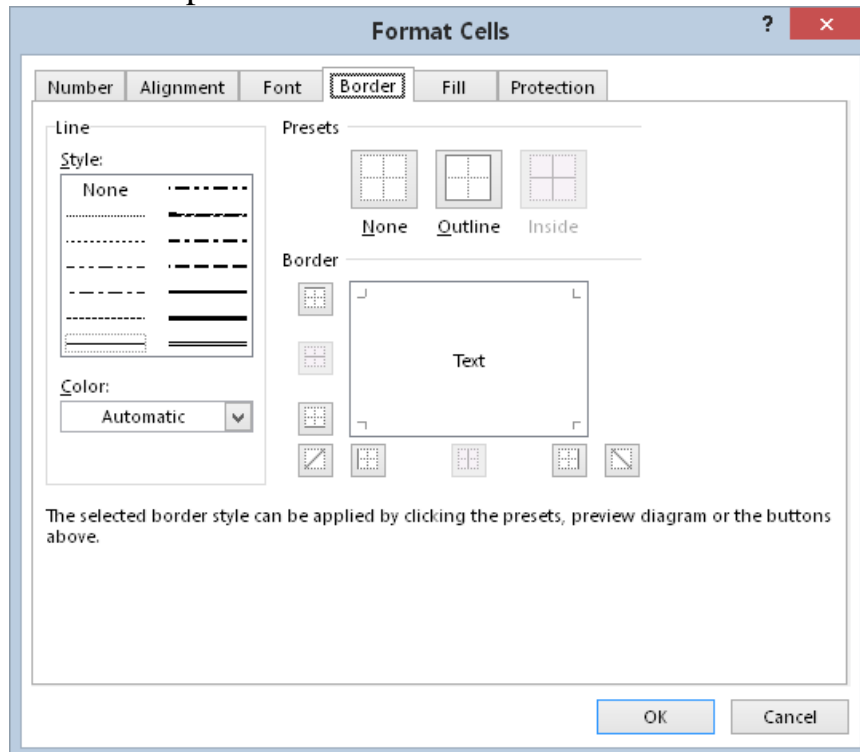 Format Cells ?
Number Alignment Font Border Fill Protection
Line
Style:
None
Color:
Automatic
Presets
None Outline Inside
Border
Text
The selected border style can be applied by clicking the presets, preview diagram or the buttons
above.
OK Cancel